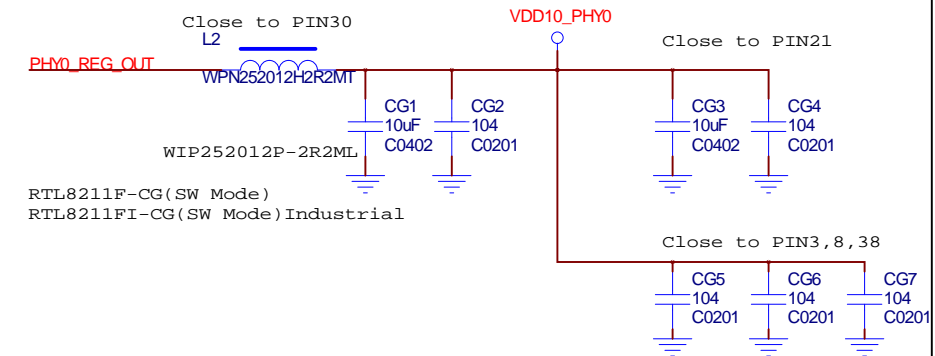 Close to PIN30
L2
VDD10_PHY0
Close to PIN21
PHY0_REG_OUT
WPN252012H2R2MT
CG1
10uF
C0402
CG2
104
C0201
CG3
10uF
C0402
CG4
104
C0201
WIP252012P-2R2ML
RTL8211F-CG(SW Mode)
RTL8211FI-CG(SW Mode)Industrial
Close to PIN3,8,38
CG5
104
C0201
CG6
104
C0201
CG7
104
C0201